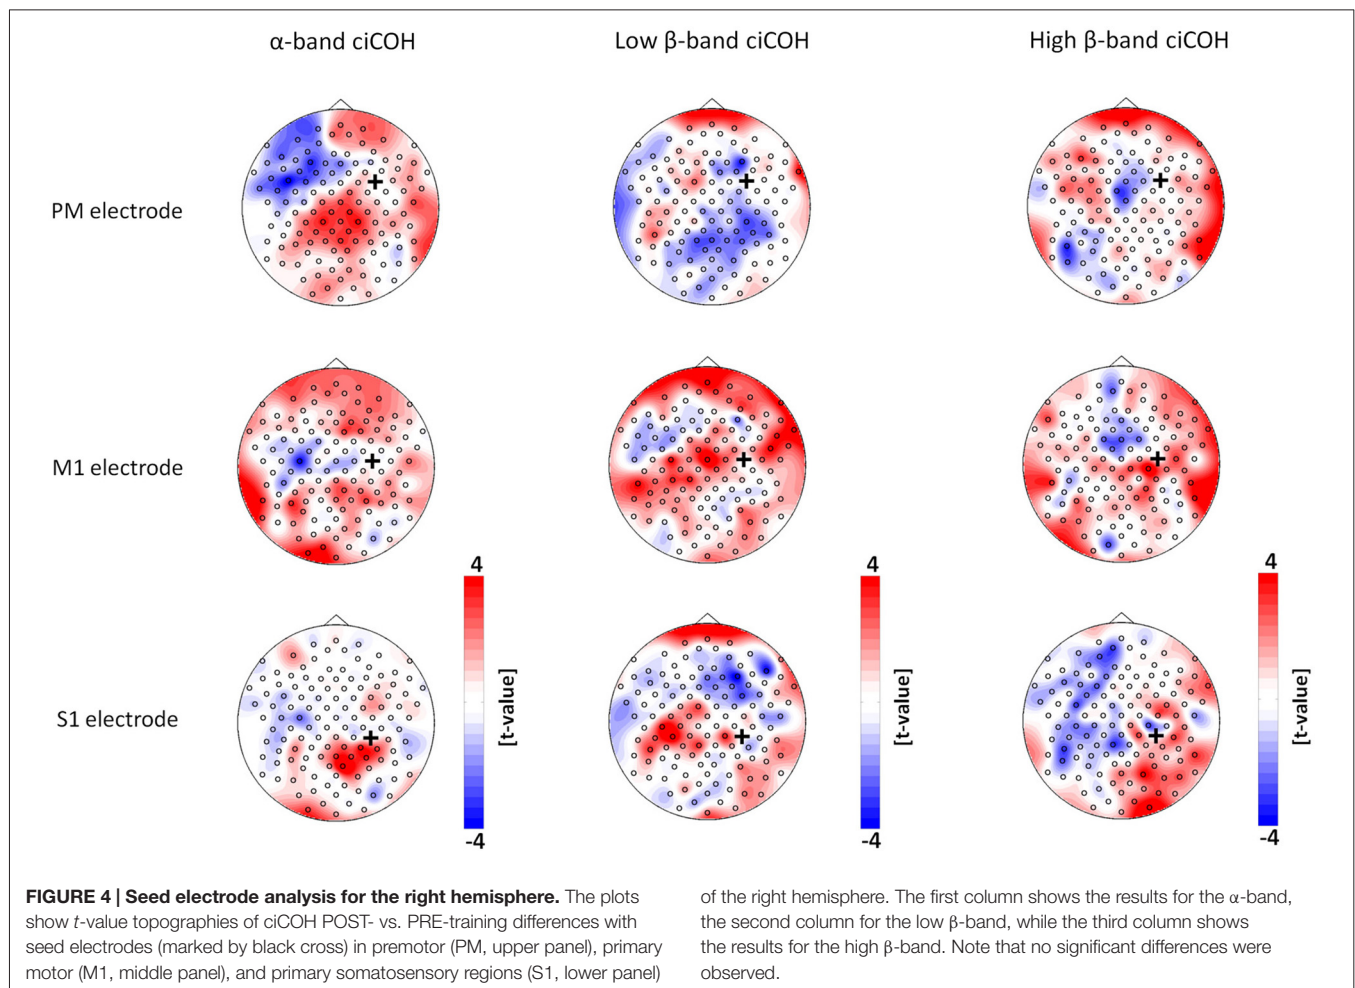 α-band ciCOH
Low β-band ciCOH
High β-band ciCOH
PM electrode
M1 electrode
4
-4
[t-value]
4
-4
[t-value]
4
-4
[t-value]
S1 electrode
FIGURE 4 | Seed electrode analysis for the right hemisphere. The plots
show t-value topographies of ciCOH POST- vs. PRE-training differences with
seed electrodes (marked by black cross) in premotor (PM, upper panel), primary
motor (M1, middle panel), and primary somatosensory regions (S1, lower panel)
of the right hemisphere. The first column shows the results for the α-band,
the second column for the low β-band, while the third column shows
the results for the high β-band. Note that no significant differences were
observed.